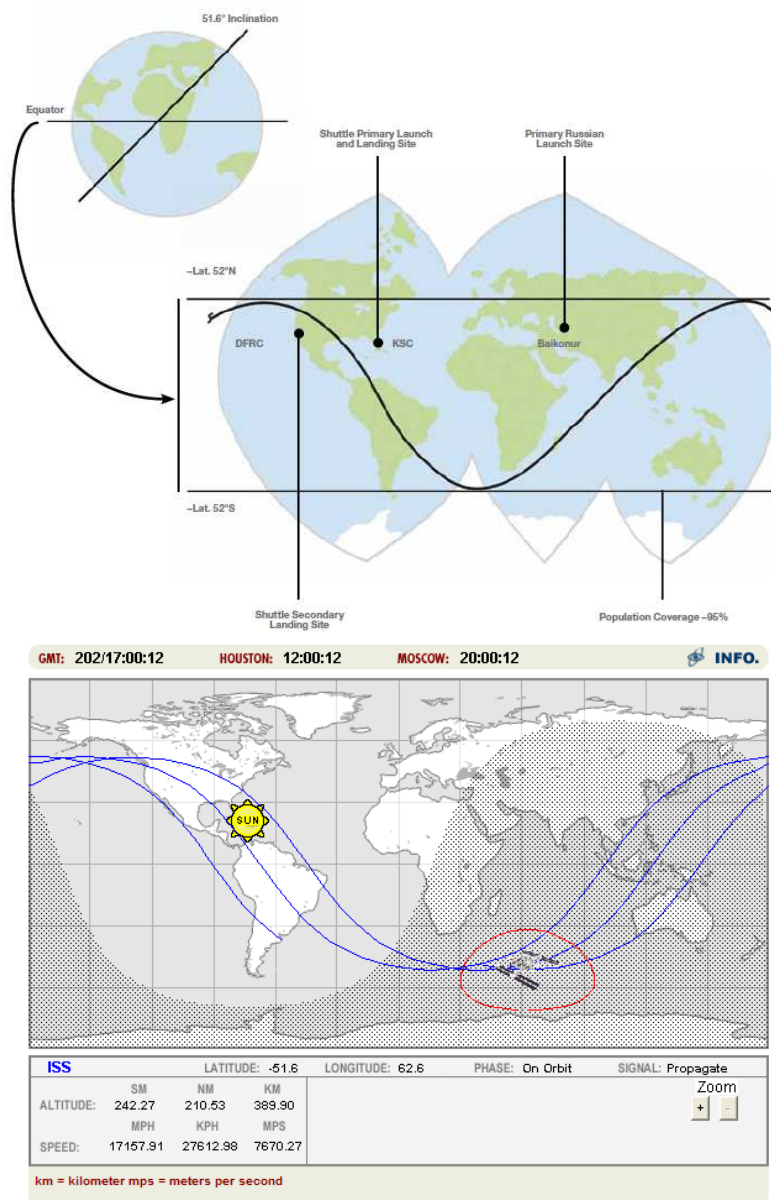 51.6° Inclination
Equator
Shuttle Primary Launch
and Landing Site
Primary Russian
Launch Site
~Lat. 52°N
DFRC
KSC
Baikonur
~Lat. 52°S
Shuttle Secondary
Landing Site
Population Coverage ~95%
GMT: 202/17:00:12 HOUSTON: 12:00:12 MOSCOW: 20:00:12 INFO.
SUN
ISS LATITUDE: -51.6 LONGITUDE: 62.6 PHASE: On Orbit SIGNAL: Propagate
SM NM KM
ALTITUDE: 242.27 210.53 389.90
MPH KPH MPS
SPEED: 17157.91 27612.98 7670.27
Zoom
+ -
km = kilometer mps = meters per second